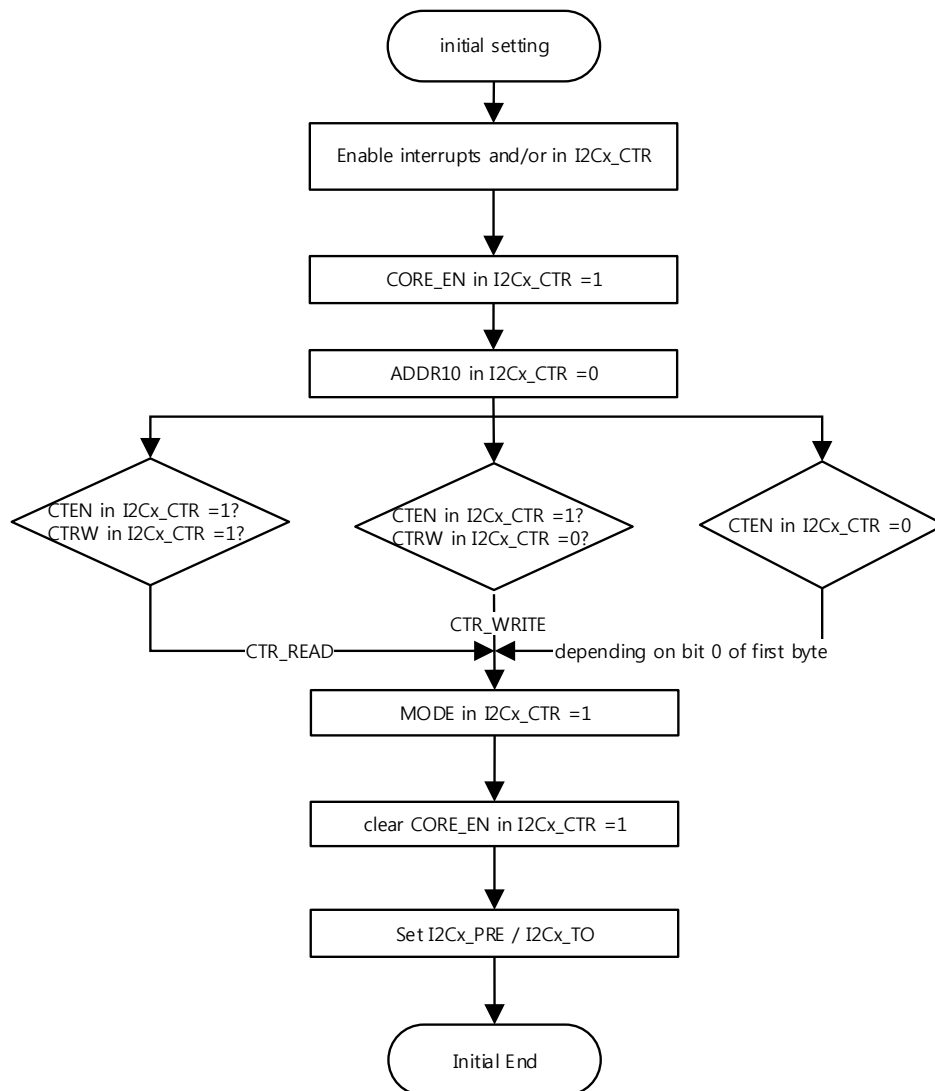 initial setting
Enable interrupts and/or in I2Cx_CTR
CORE_EN in I2Cx_CTR =1
ADDR10 in I2Cx_CTR =0
CTEN in I2Cx_CTR =1?
CTRW in I2Cx_CTR =1?
CTEN in I2Cx_CTR =1?
CTRW in I2Cx_CTR =0?
CTEN in I2Cx_CTR =0
CTR_READ
CTR_WRITE
depending on bit 0 of first byte
MODE in I2Cx_CTR =1
clear CORE_EN in I2Cx_CTR =1
Set I2Cx_PRE / I2Cx_TO
Initial End